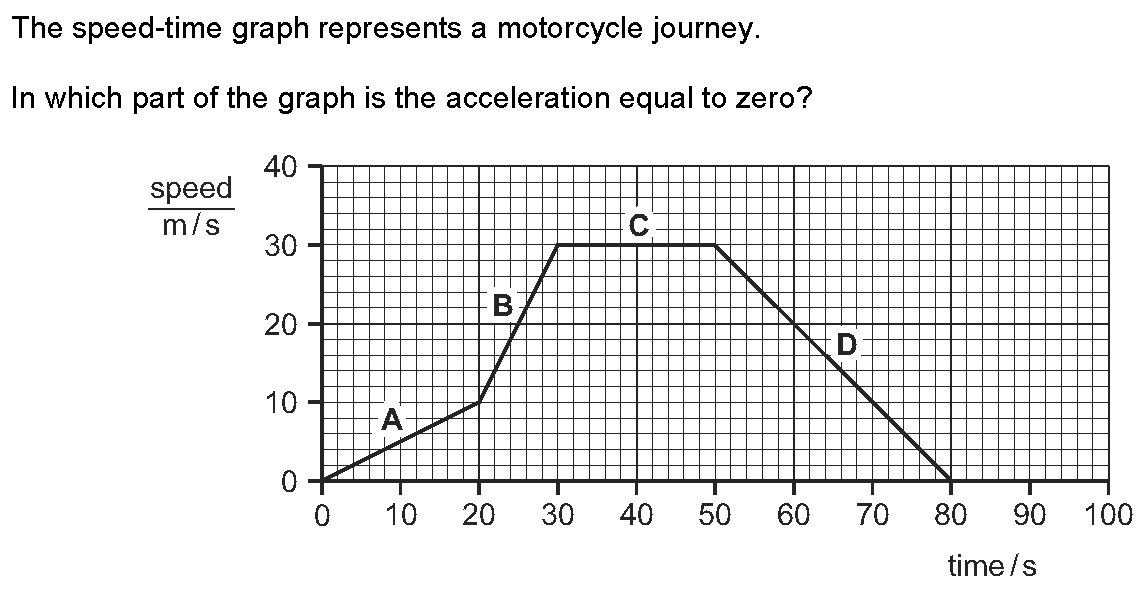 The speed-time graph represents a motorcycle journey.
In which part of the graph is the acceleration equal to zero?
speed
m/s
40
30
20
10
0
A
B
C
D
0 10 20 30 40 50 60 70 80 90 100
time/s